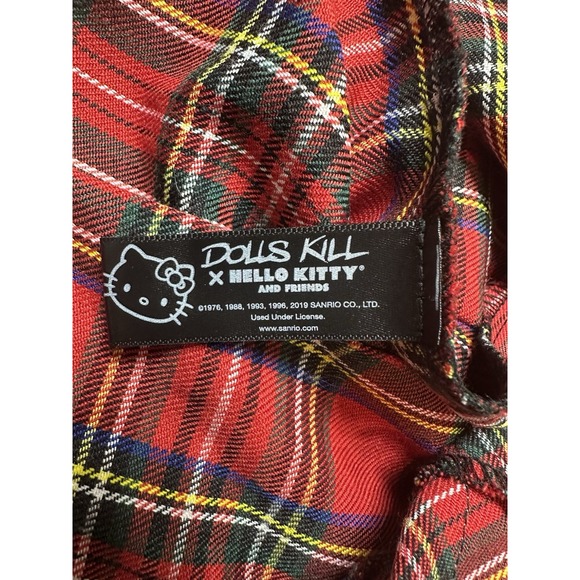 DOLLS KILL
× HELLO KITTY®
AND FRIENDS
©1976, 1988, 1993, 1996, 2019 SANRIO CO., LTD.
Used Under License.
www.sanrio.com